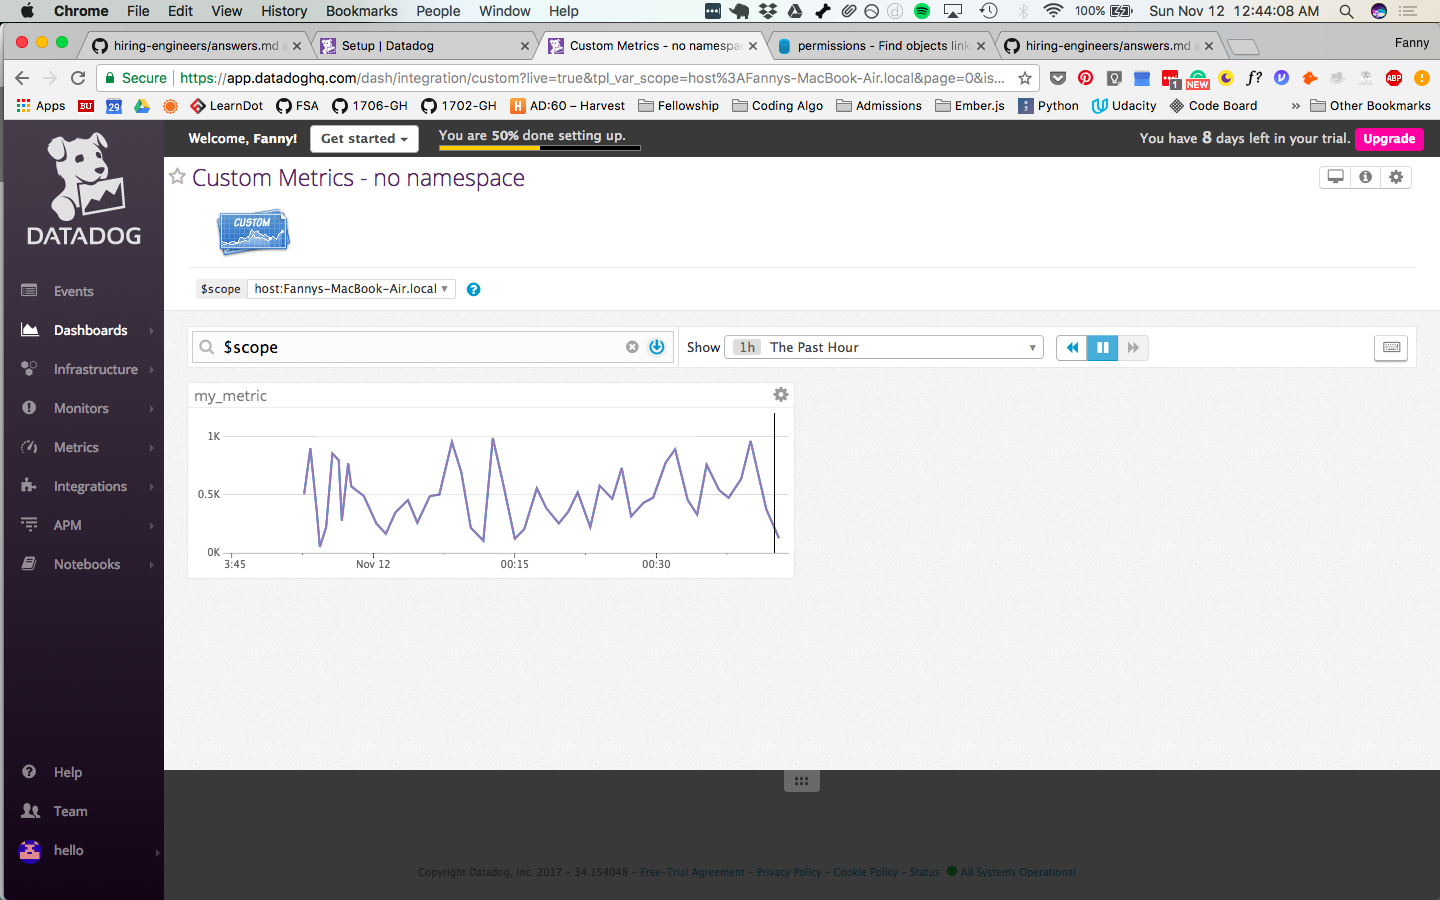 Chrome File Edit View History Bookmarks People Window Help 100% Sun Nov 12 12:44:08 AM
hiring-engineers/answers.md a Setup | Datadog Custom Metrics - no namespac permissions - Find objects link hiring-engineers/answers.md a Fanny
Secure https://app.datadoghq.com/dash/integration/custom?live=true&tpl_var_scope=host%3AFannys-MacBook-Air.local&page=0&is... f? 1 NEW ABP
Apps BU 29 LearnDot FSA 1706-GH 1702-GH H AD:60 – Harvest Fellowship Coding Algo Admissions Ember.js Python Udacity Code Board » Other Bookmarks
Welcome, Fanny! Get started You are 50% done setting up. You have 8 days left in your trial. Upgrade
DATADOG
Custom Metrics - no namespace
CUSTOM
$scope host:Fannys-MacBook-Air.local ?
Events
Dashboards
Infrastructure
Monitors
Metrics
Integrations
APM
Notebooks
Help
Team
hello
$scope Show 1h The Past Hour
my_metric
1K
0.5K
0K
3:45 Nov 12 00:15 00:30
Copyright Datadog, Inc. 2017 - 34.154048 - Free-Trial Agreement - Privacy Policy - Cookie Policy - Status All Systems Operational